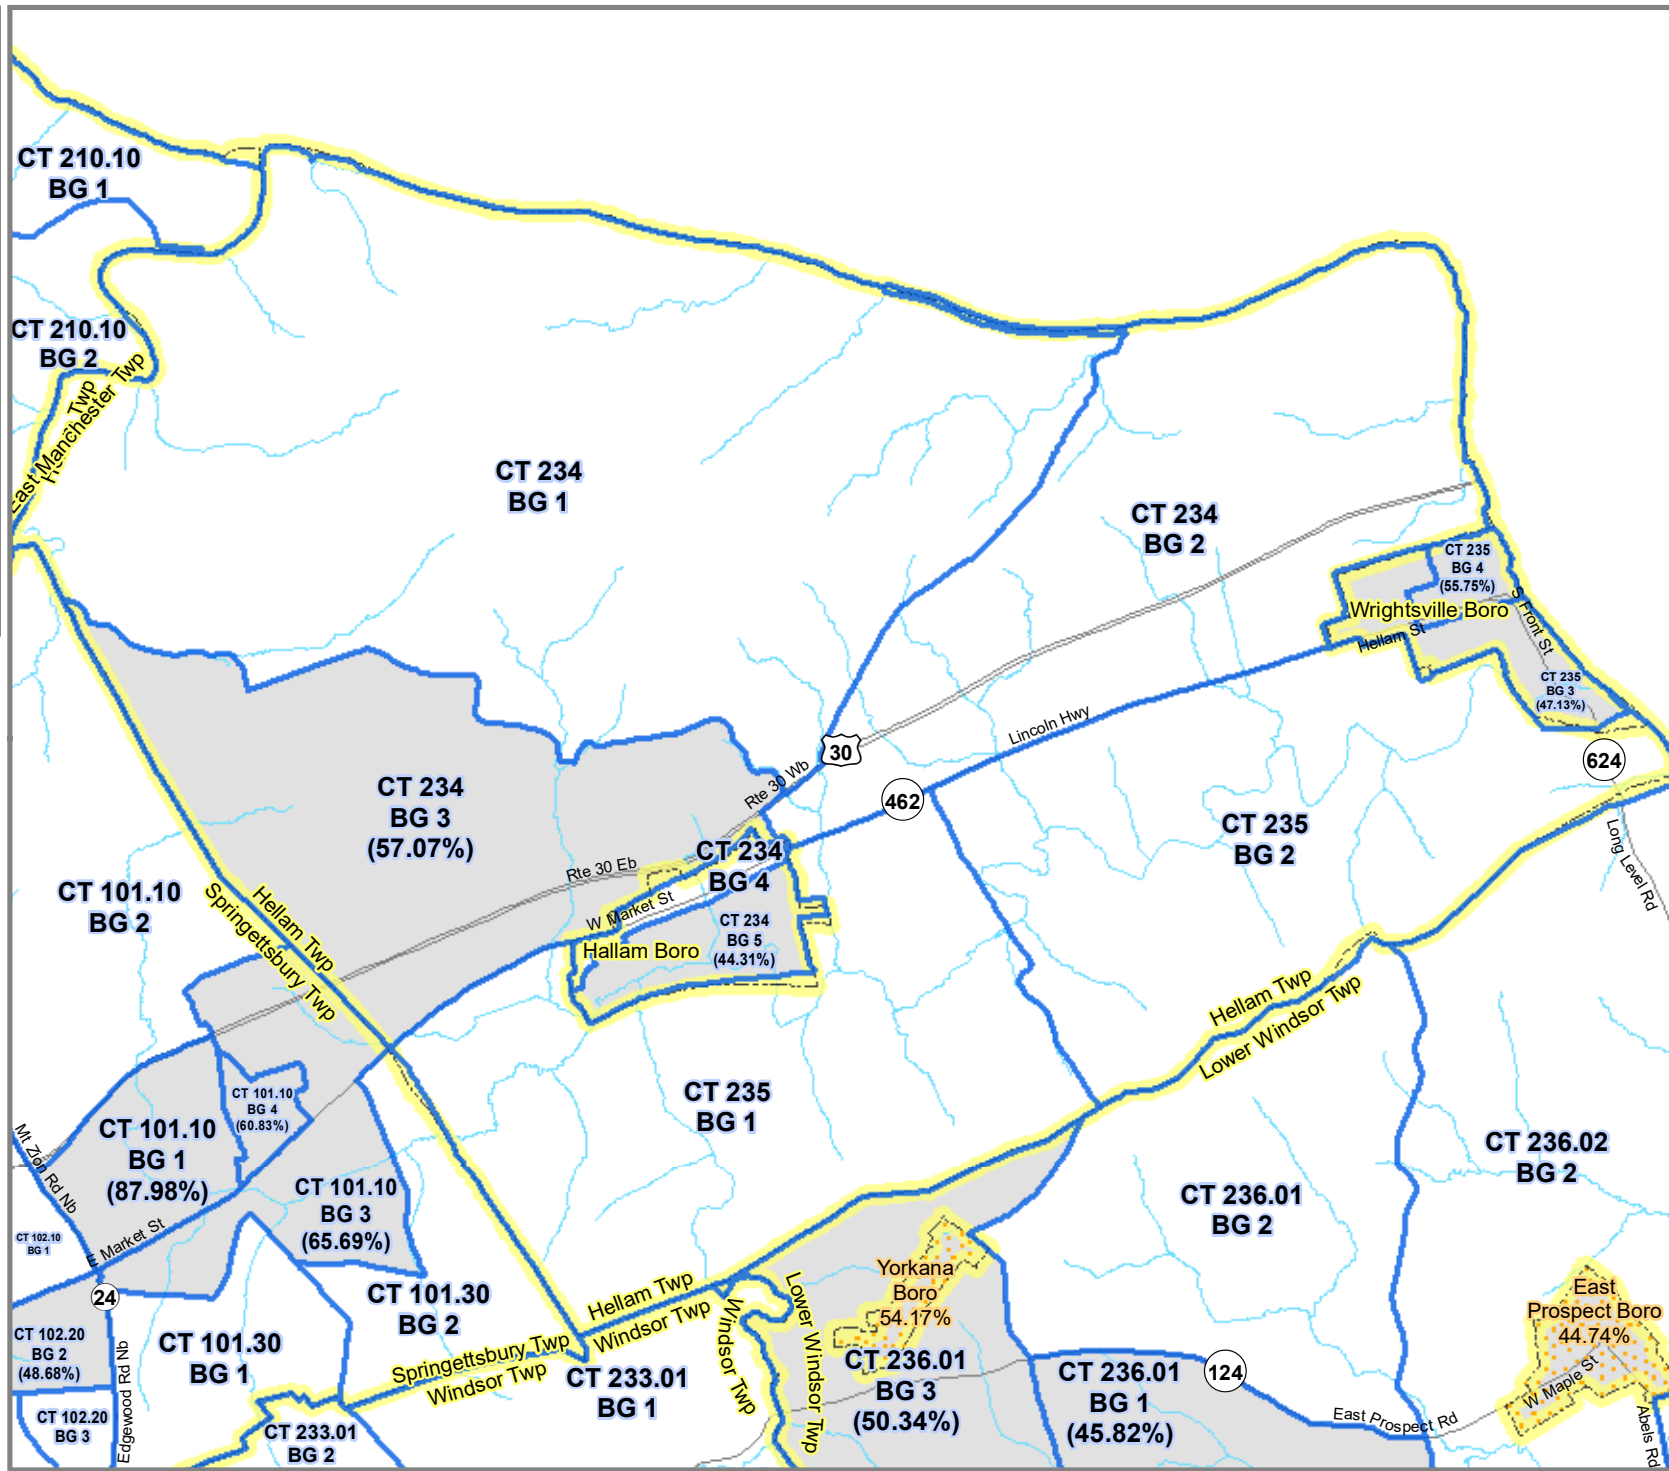 CT 210.10
BG 1
CT 210.10
BG 2
Twp
East Manchester Twp
CT 234
BG 1
CT 234
BG 2
CT 235
BG 4
(55.75%)
Wrightsville Boro
Hellam St
S Front St
CT 235
BG 3
(47.13%)
Lincoln Hwy
30
Rte 30 Wb
462
624
CT 234
BG 3
(57.07%)
CT 235
BG 2
Long Level Rd
CT 234
BG 4
Rte 30 Eb
W Market St
CT 234
BG 5
(44.31%)
Hallam Boro
CT 101.10
BG 2
Hellam Twp
Springettsbury Twp
Hellam Twp
Lower Windsor Twp
CT 101.10
BG 4
(60.83%)
CT 235
BG 1
CT 101.10
BG 1
(87.98%)
Mt Zion Rd Nb
CT 236.02
BG 2
CT 101.10
BG 3
(65.69%)
CT 236.01
BG 2
CT 102.10
BG 1
E Market St
24
Yorkana
Boro
54.17%
East
Prospect Boro
44.74%
CT 101.30
BG 2
Hellam Twp
Windsor Twp
Windsor Twp
Lower Windsor Twp
CT 102.20
BG 2
(48.68%)
CT 101.30
BG 1
Edgewood Rd Nb
Springettsbury Twp
Windsor Twp
CT 233.01
BG 1
CT 236.01
BG 3
(50.34%)
CT 236.01
BG 1
(45.82%)
124
East Prospect Rd
W Maple St
Abels Rd
CT 102.20
BG 3
CT 233.01
BG 2